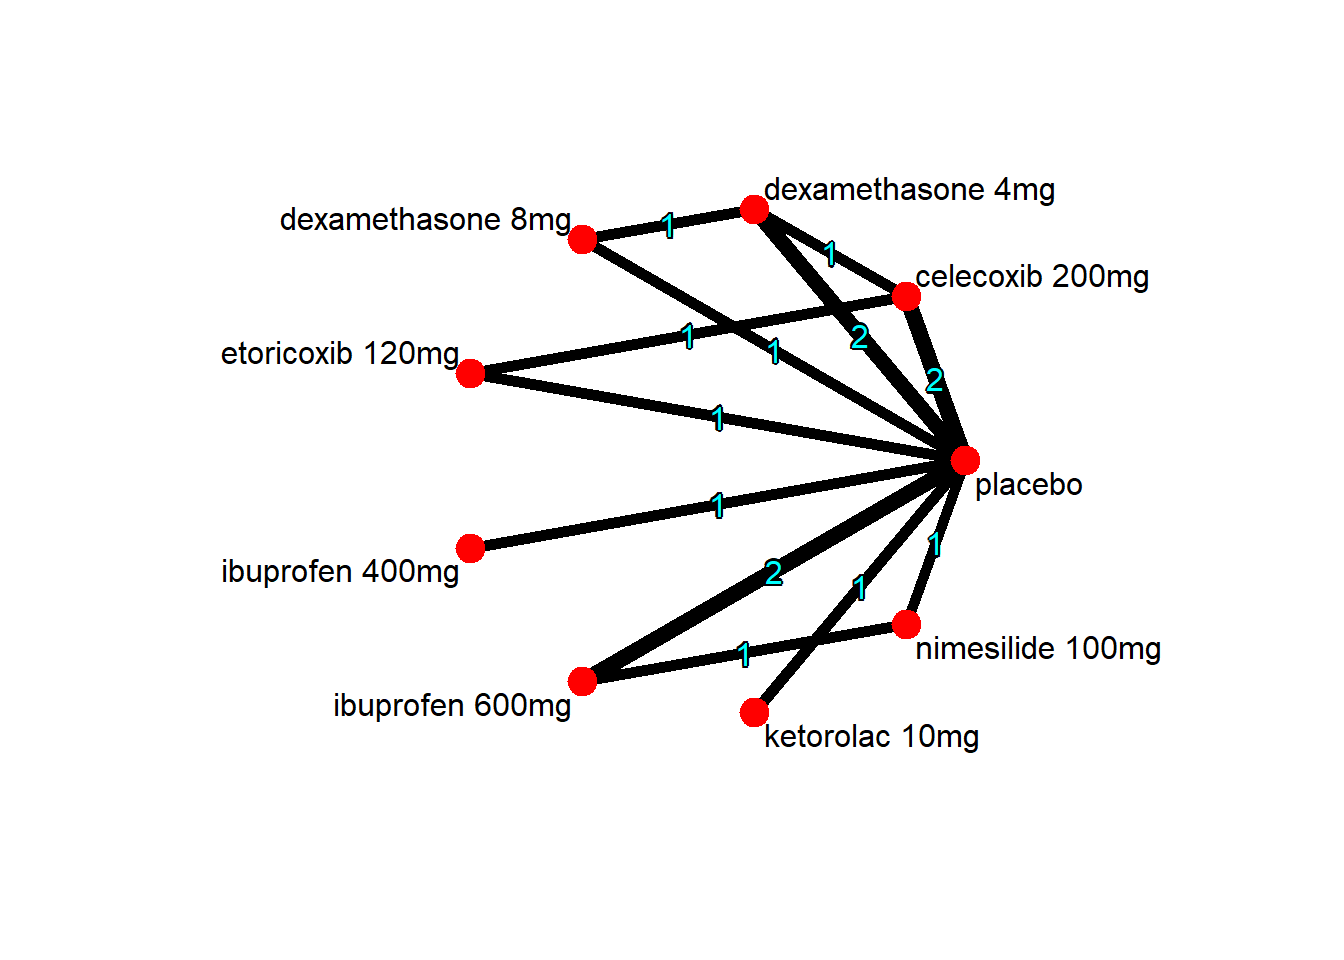 dexamethasone 4mg
dexamethasone 8mg
1
1
celecoxib 200mg
1
2
etoricoxib 120mg
1
2
1
placebo
1
ibuprofen 400mg
1
2
1
nimesilide 100mg
1
ibuprofen 600mg
ketorolac 10mg